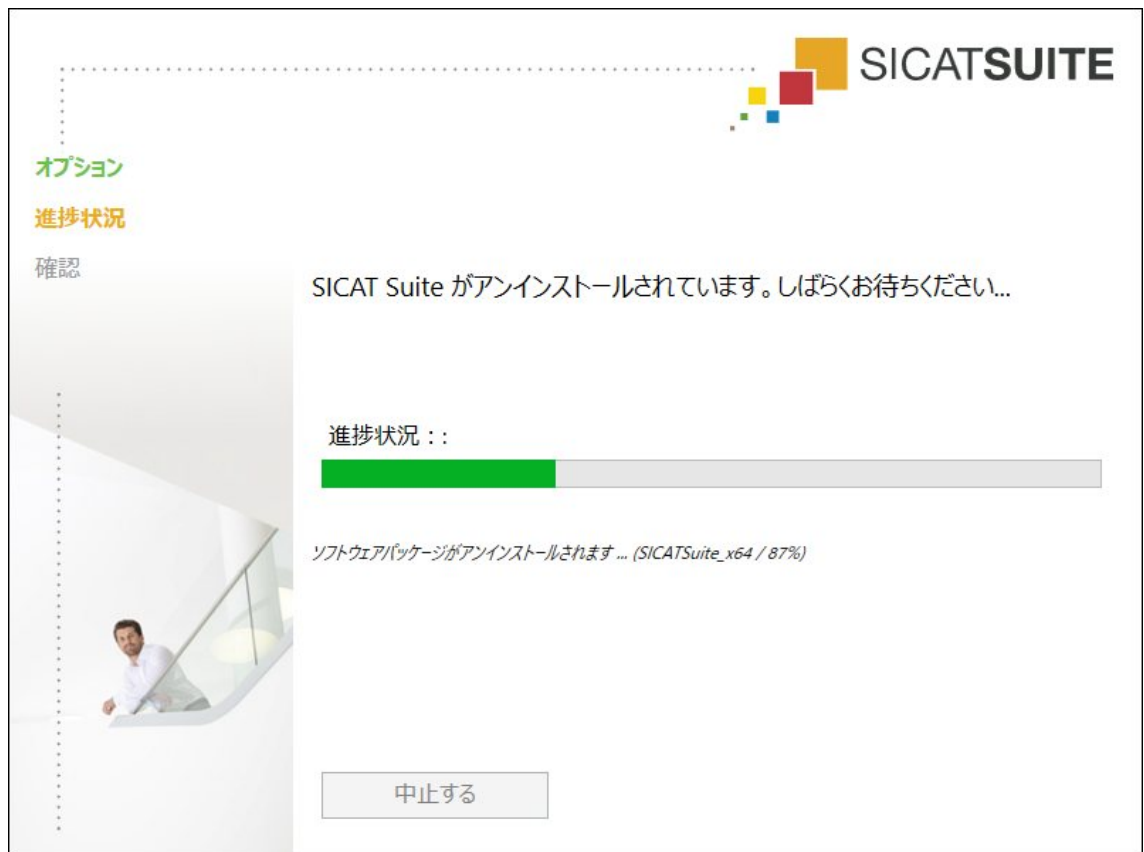 SICATSUITE
オプション
進捗状況
確認
SICAT Suite がアンインストールされています。しばらくお待ちください...
進捗状況 : :
ソフトウェアパッケージがアンインストールされます ... (SICATSuite_x64 / 87%)
中止する